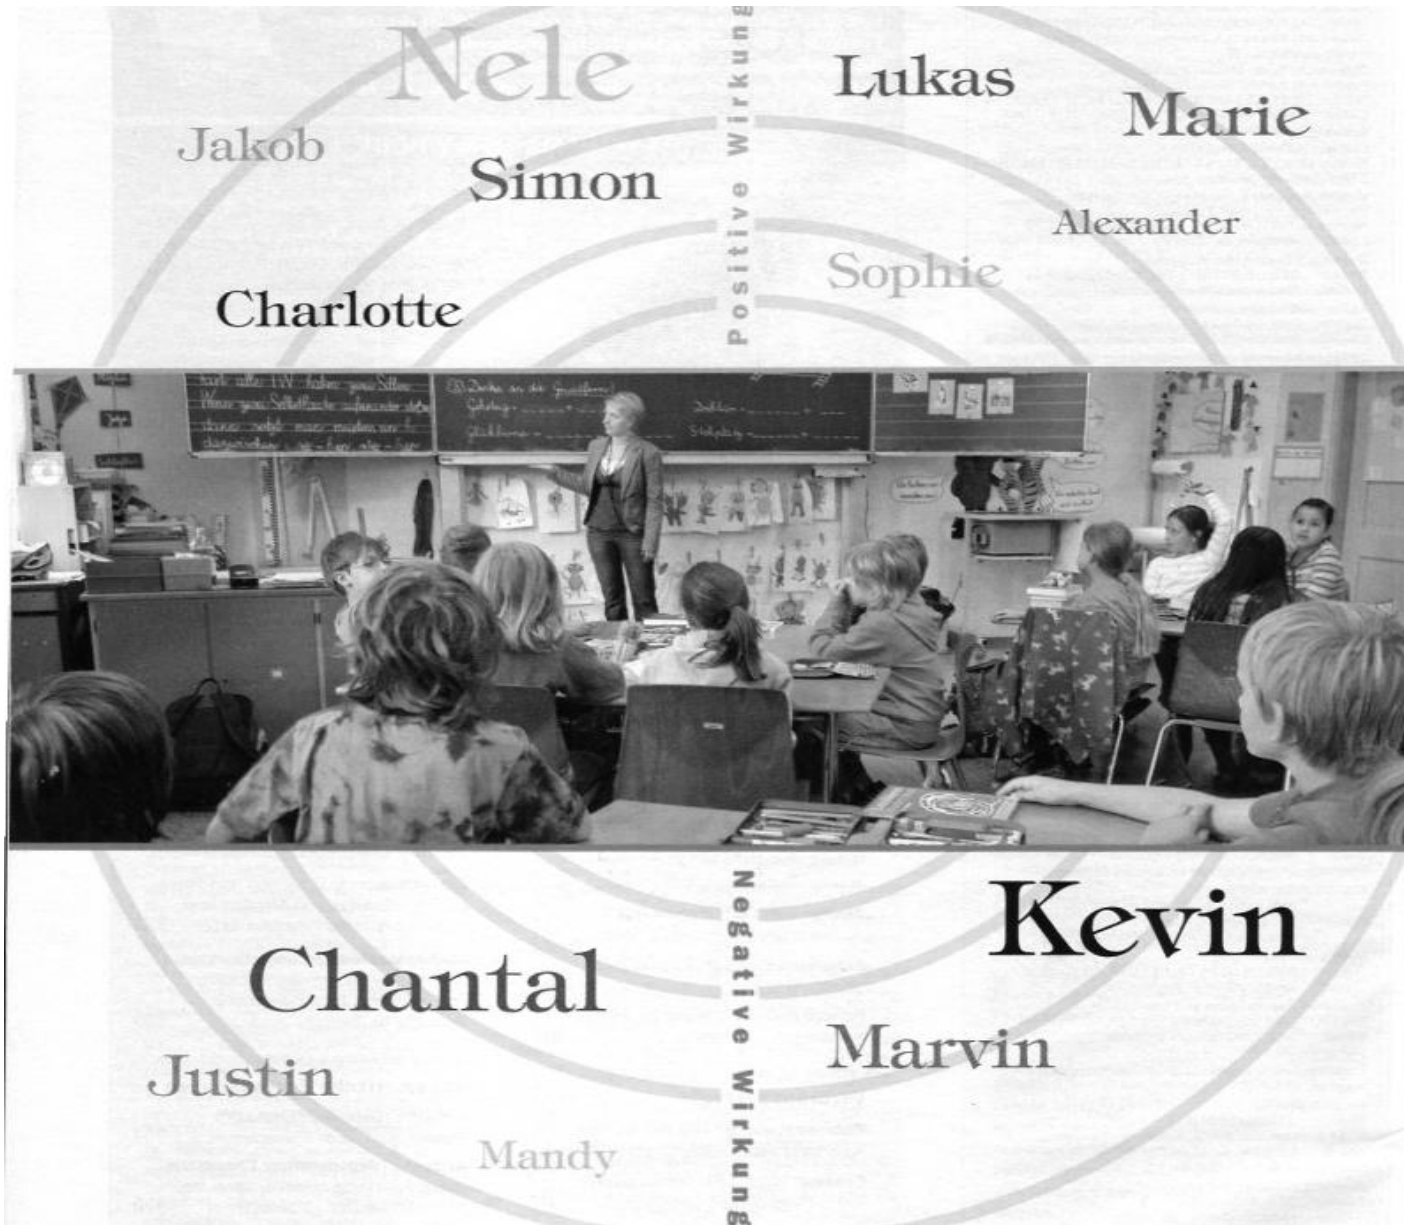 Nele
Lukas
Marie
Jakob
Simon
Alexander
Sophie
Charlotte
Positive Wirkung
Kevin
Chantal
Marvin
Justin
Mandy
Negative Wirkung